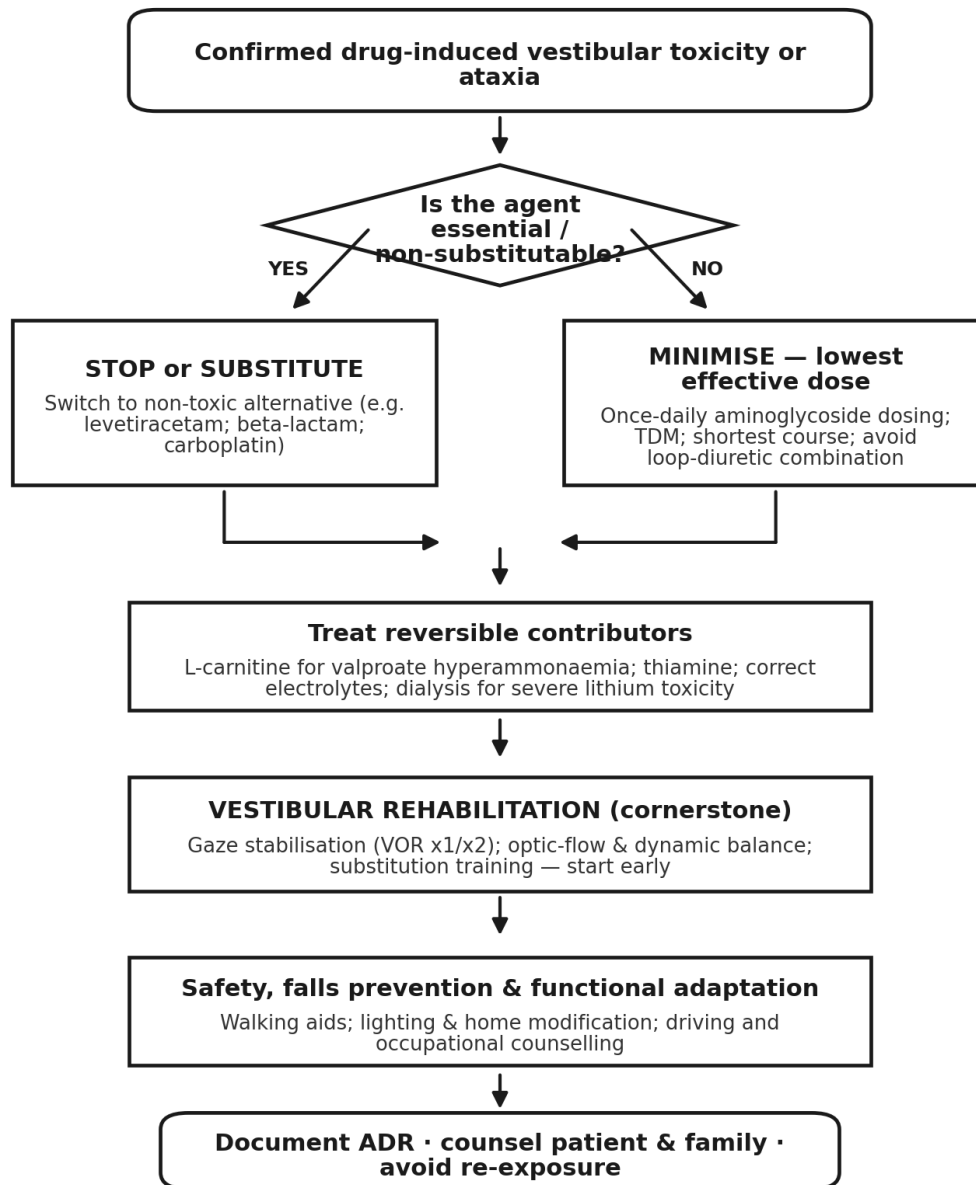 Confirmed drug-induced vestibular toxicity or
ataxia
Is the agent
essential /
non-substitutable?
YES
NO
STOP or SUBSTITUTE
Switch to non-toxic alternative (e.g.
levetiracetam; beta-lactam;
carboplatin)
MINIMISE — lowest
effective dose
Once-daily aminoglycoside dosing;
TDM; shortest course; avoid
loop-diuretic combination
Treat reversible contributors
L-carnitine for valproate hyperammonaemia; thiamine; correct
electrolytes; dialysis for severe lithium toxicity
VESTIBULAR REHABILITATION (cornerstone)
Gaze stabilisation (VOR x1/x2); optic-flow & dynamic balance;
substitution training — start early
Safety, falls prevention & functional adaptation
Walking aids; lighting & home modification; driving and
occupational counselling
Document ADR · counsel patient & family ·
avoid re-exposure